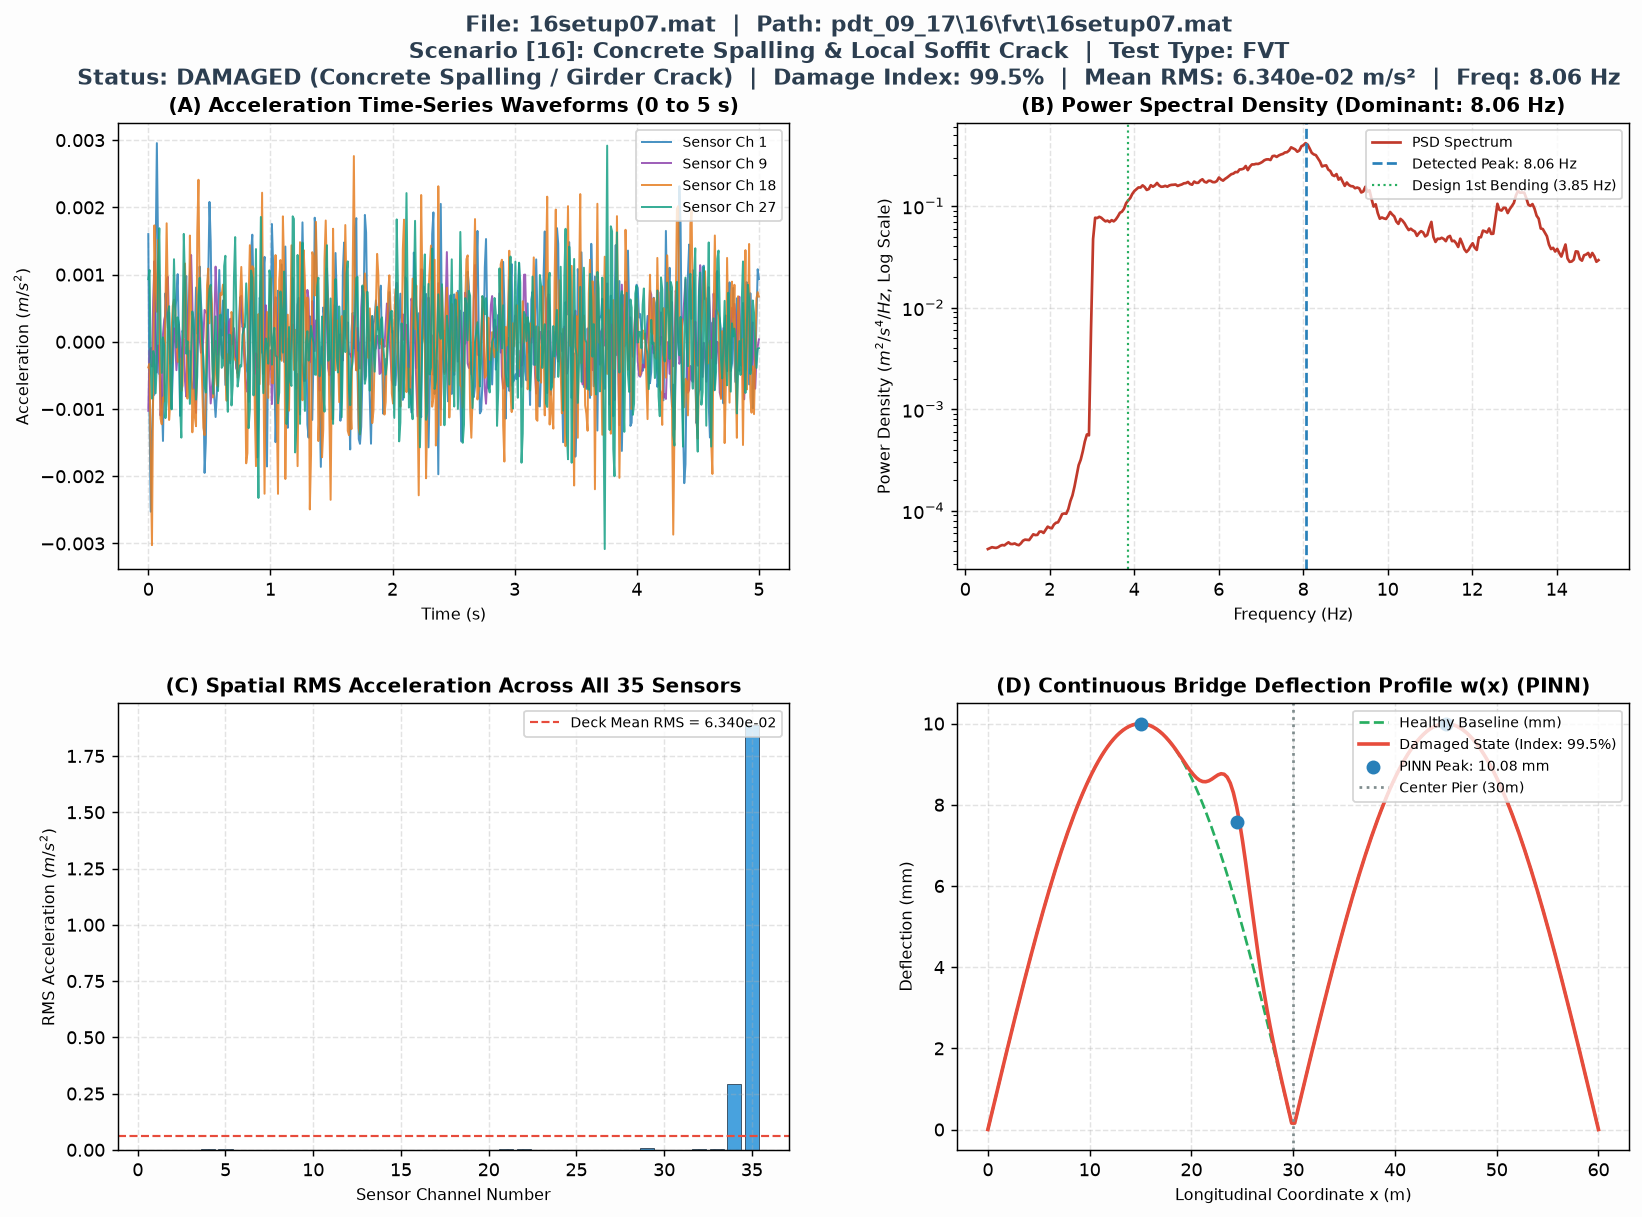 File: 16setup07.mat  |  Path: pdt_09_17\16\fvt\16setup07.mat
Scenario [16]: Concrete Spalling & Local Soffit Crack  |  Test Type: FVT
Status: DAMAGED (Concrete Spalling / Girder Crack)  |  Damage Index: 99.5%  |  Mean RMS: 6.340e-02 m/s²  |  Freq: 8.06 Hz
(A) Acceleration Time-Series Waveforms (0 to 5 s)
Sensor Ch 1
Sensor Ch 9
Sensor Ch 18
Sensor Ch 27
0.003
0.002
0.001
0.000
−0.001
−0.002
−0.003
Acceleration (m/s²)
0 1 2 3 4 5
Time (s)
(B) Power Spectral Density (Dominant: 8.06 Hz)
PSD Spectrum
Detected Peak: 8.06 Hz
Design 1st Bending (3.85 Hz)
10⁻¹
10⁻²
10⁻³
10⁻⁴
Power Density (m²/s⁴/Hz, Log Scale)
0 2 4 6 8 10 12 14
Frequency (Hz)
(C) Spatial RMS Acceleration Across All 35 Sensors
Deck Mean RMS = 6.340e-02
1.75
1.50
1.25
1.00
0.75
0.50
0.25
0.00
RMS Acceleration (m/s²)
0 5 10 15 20 25 30 35
Sensor Channel Number
(D) Continuous Bridge Deflection Profile w(x) (PINN)
Healthy Baseline (mm)
Damaged State (Index: 99.5%)
PINN Peak: 10.08 mm
Center Pier (30m)
10
8
6
4
2
0
Deflection (mm)
0 10 20 30 40 50 60
Longitudinal Coordinate x (m)